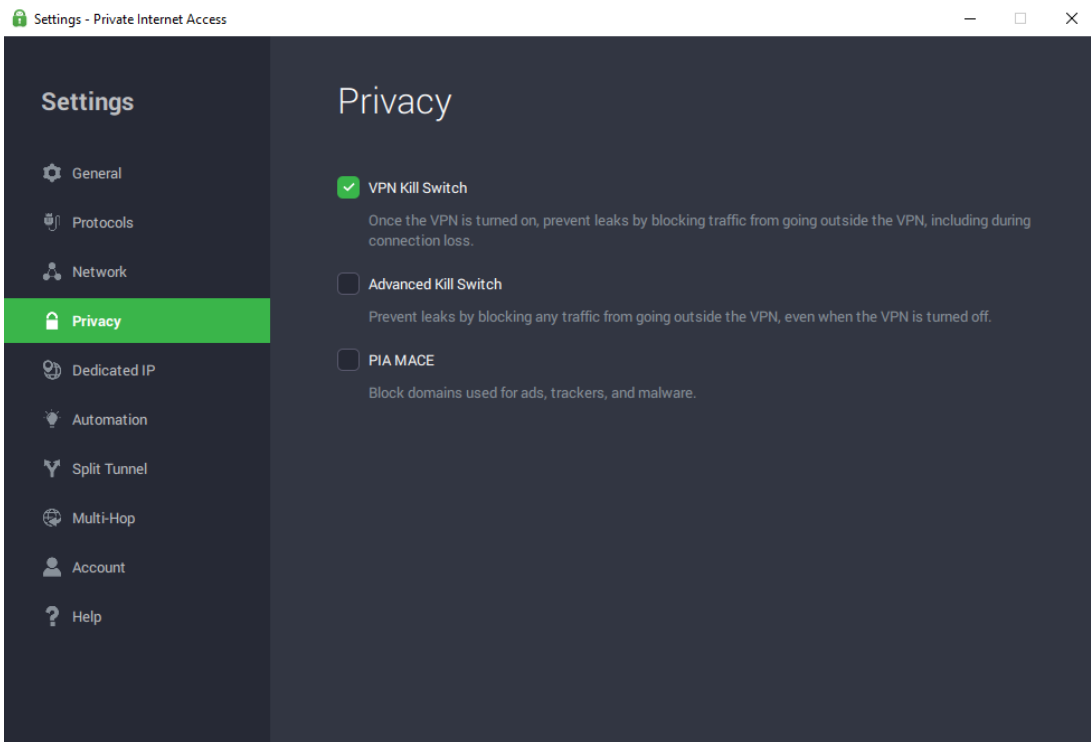 Settings - Private Internet Access
Settings
General
Protocols
Network
Privacy
Dedicated IP
Automation
Split Tunnel
Multi-Hop
Account
Help
Privacy
VPN Kill Switch
Once the VPN is turned on, prevent leaks by blocking traffic from going outside the VPN, including during
connection loss.
Advanced Kill Switch
Prevent leaks by blocking any traffic from going outside the VPN, even when the VPN is turned off.
PIA MACE
Block domains used for ads, trackers, and malware.